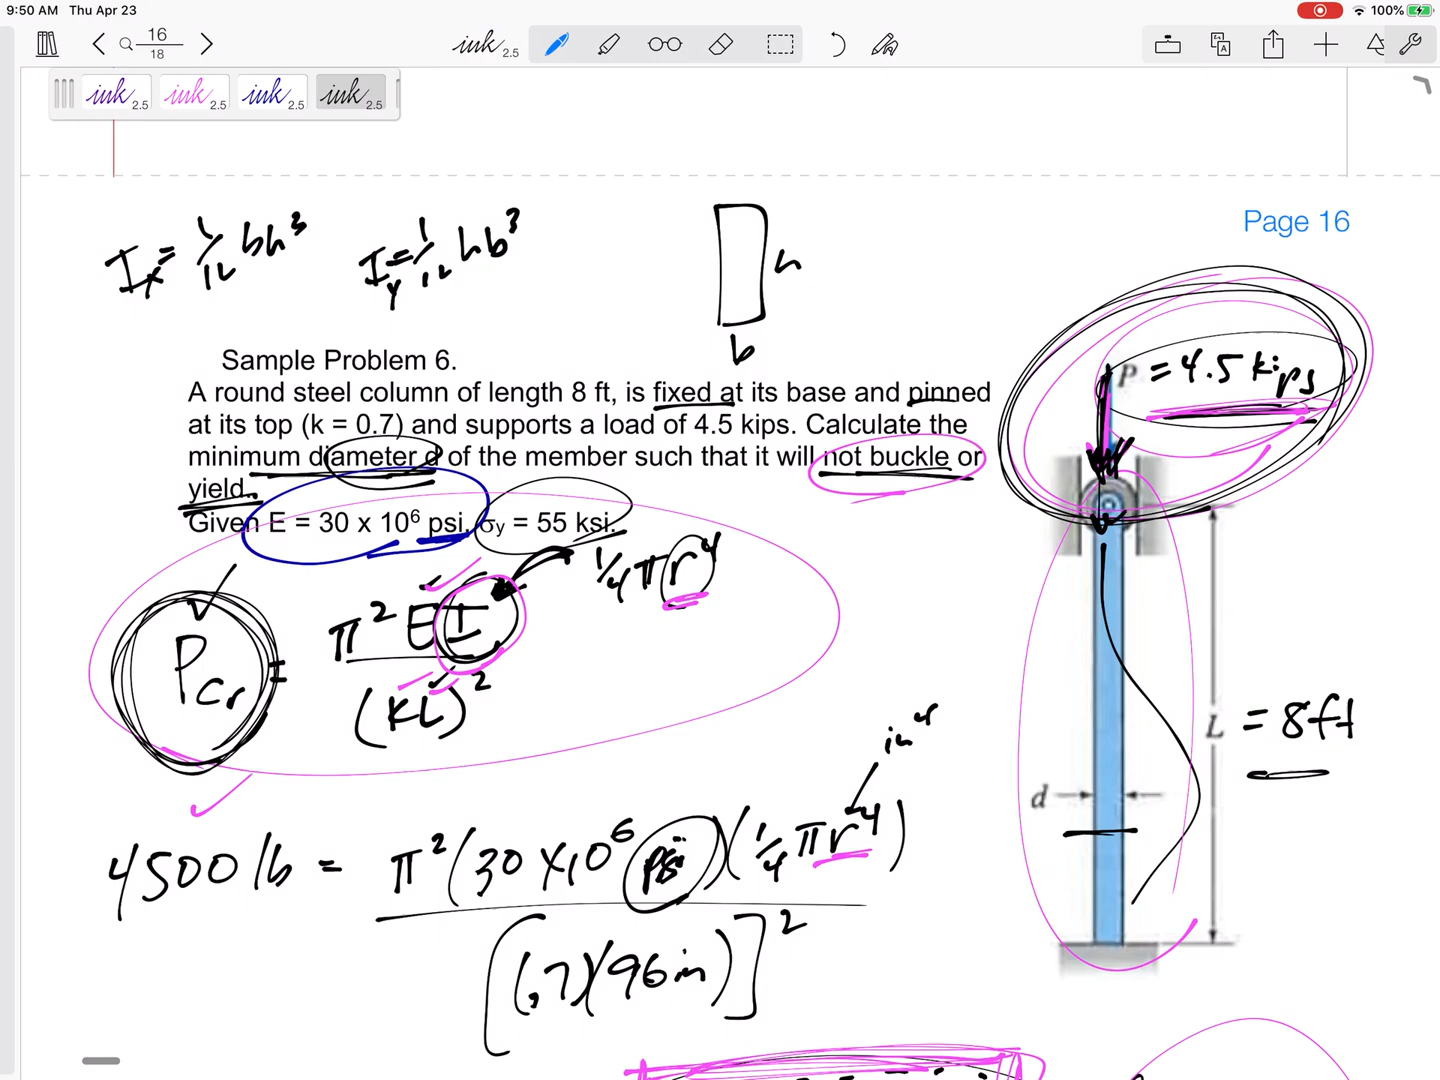 9:50 AM Thu Apr 23
100%
16
18
ink 2.5
ink 2.5 ink 2.5 ink 2.5 ink 2.5
Page 16
Ix = 1/12 bh³ Iy = 1/12 hb³
h
b
Sample Problem 6.
A round steel column of length 8 ft, is fixed at its base and pinned
at its top (k = 0.7) and supports a load of 4.5 kips. Calculate the
minimum diameter d of the member such that it will not buckle or
yield.
Given E = 30 x 10⁶ psi, σy = 55 ksi.
P = 4.5 kips
1/4 π r⁴
Pcr = π² EI / (KL)²
L = 8ft
d
in⁴
4500 lb = π² (30 x 10⁶ psi)(1/4 π r⁴) / [(.7)(96in)]²